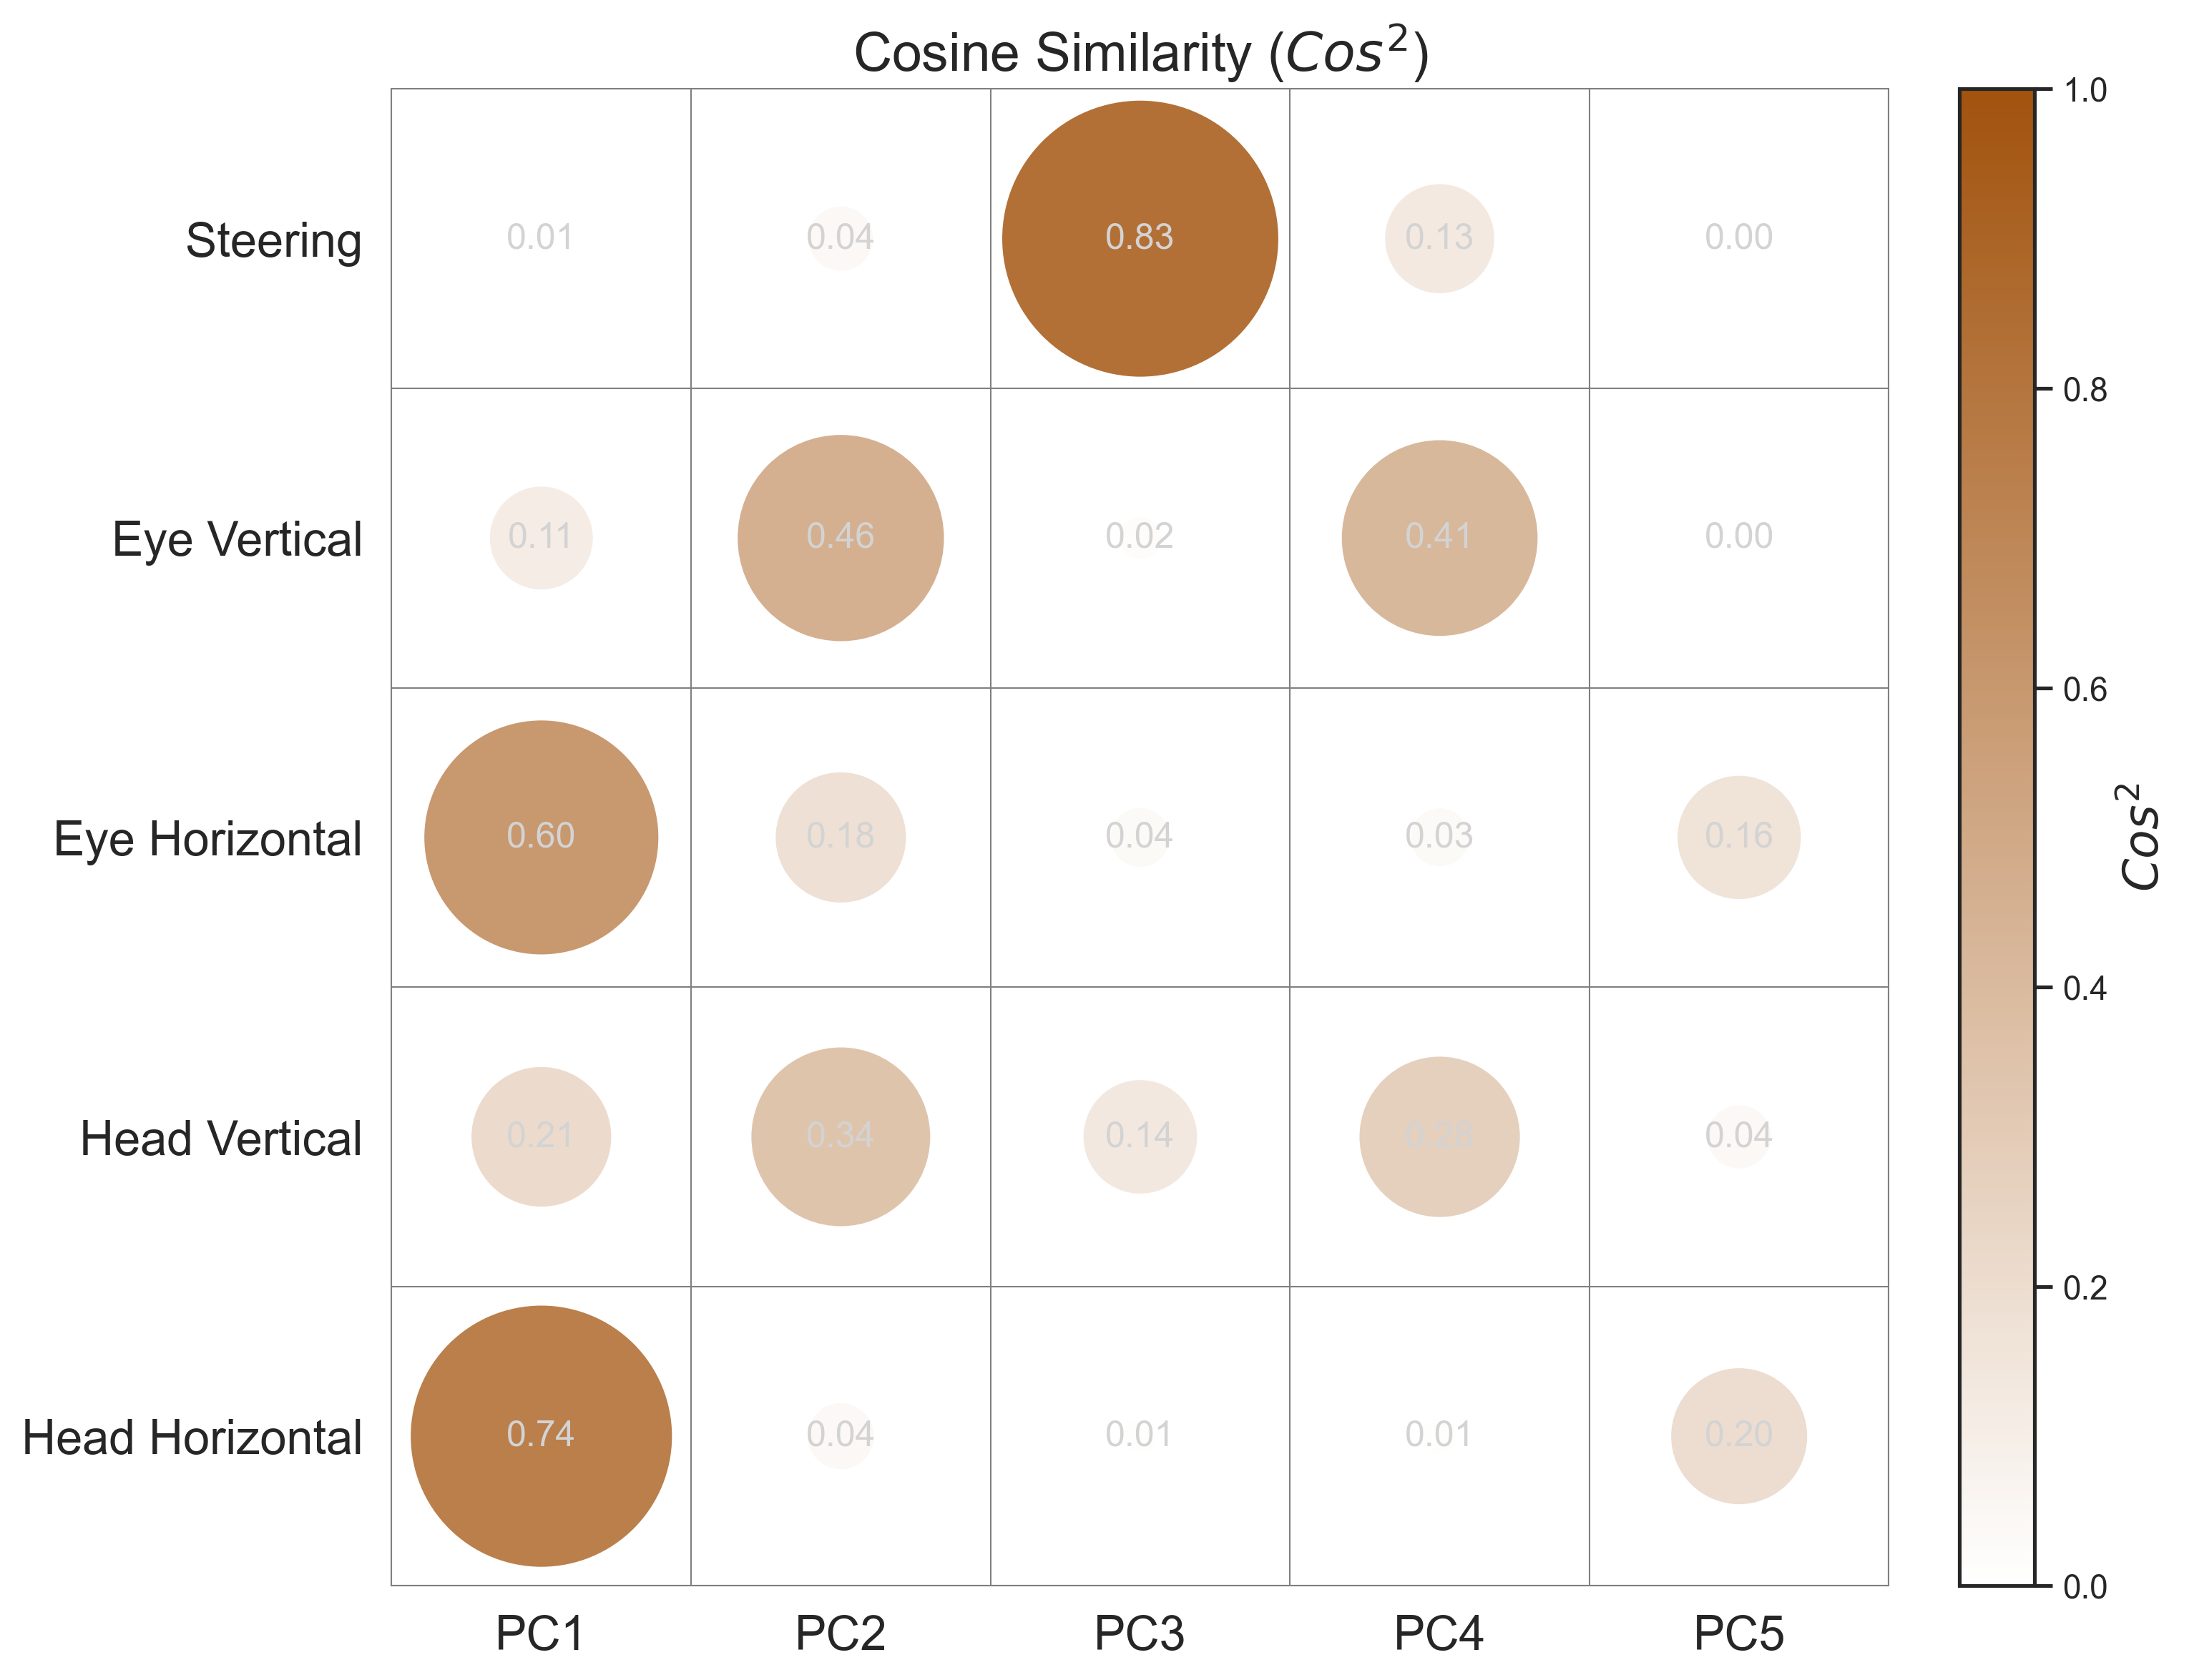 Cosine Similarity (Cos²)
Steering 0.01 0.04 0.83 0.13 0.00
Eye Vertical 0.11 0.46 0.02 0.41 0.00
Eye Horizontal 0.60 0.18 0.04 0.03 0.16
Head Vertical 0.21 0.34 0.14 0.28 0.04
Head Horizontal 0.74 0.04 0.01 0.01 0.20
PC1 PC2 PC3 PC4 PC5
1.0
0.8
0.6
0.4
0.2
0.0
Cos²